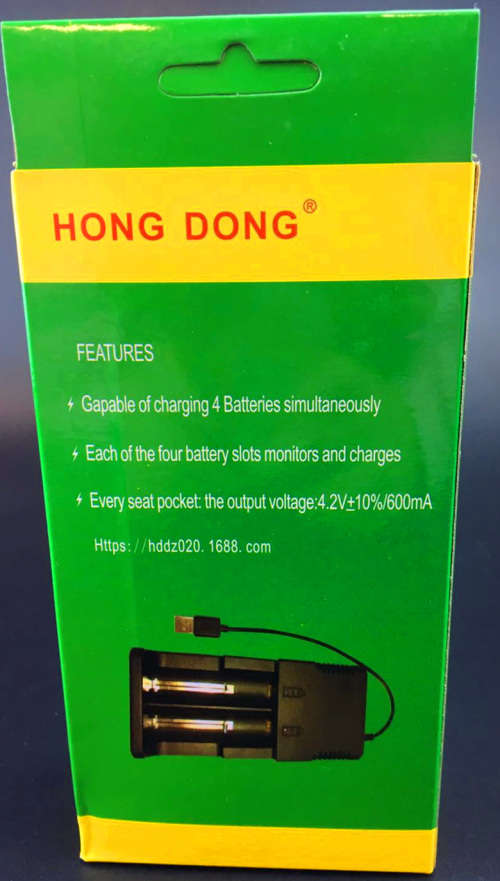 HONG DONG®
FEATURES
Gapable of charging 4 Batteries simultaneously
Each of the four battery slots monitors and charges
Every seat pocket: the output voltage:4.2V±10%/600mA
Https://hddz020.1688.com